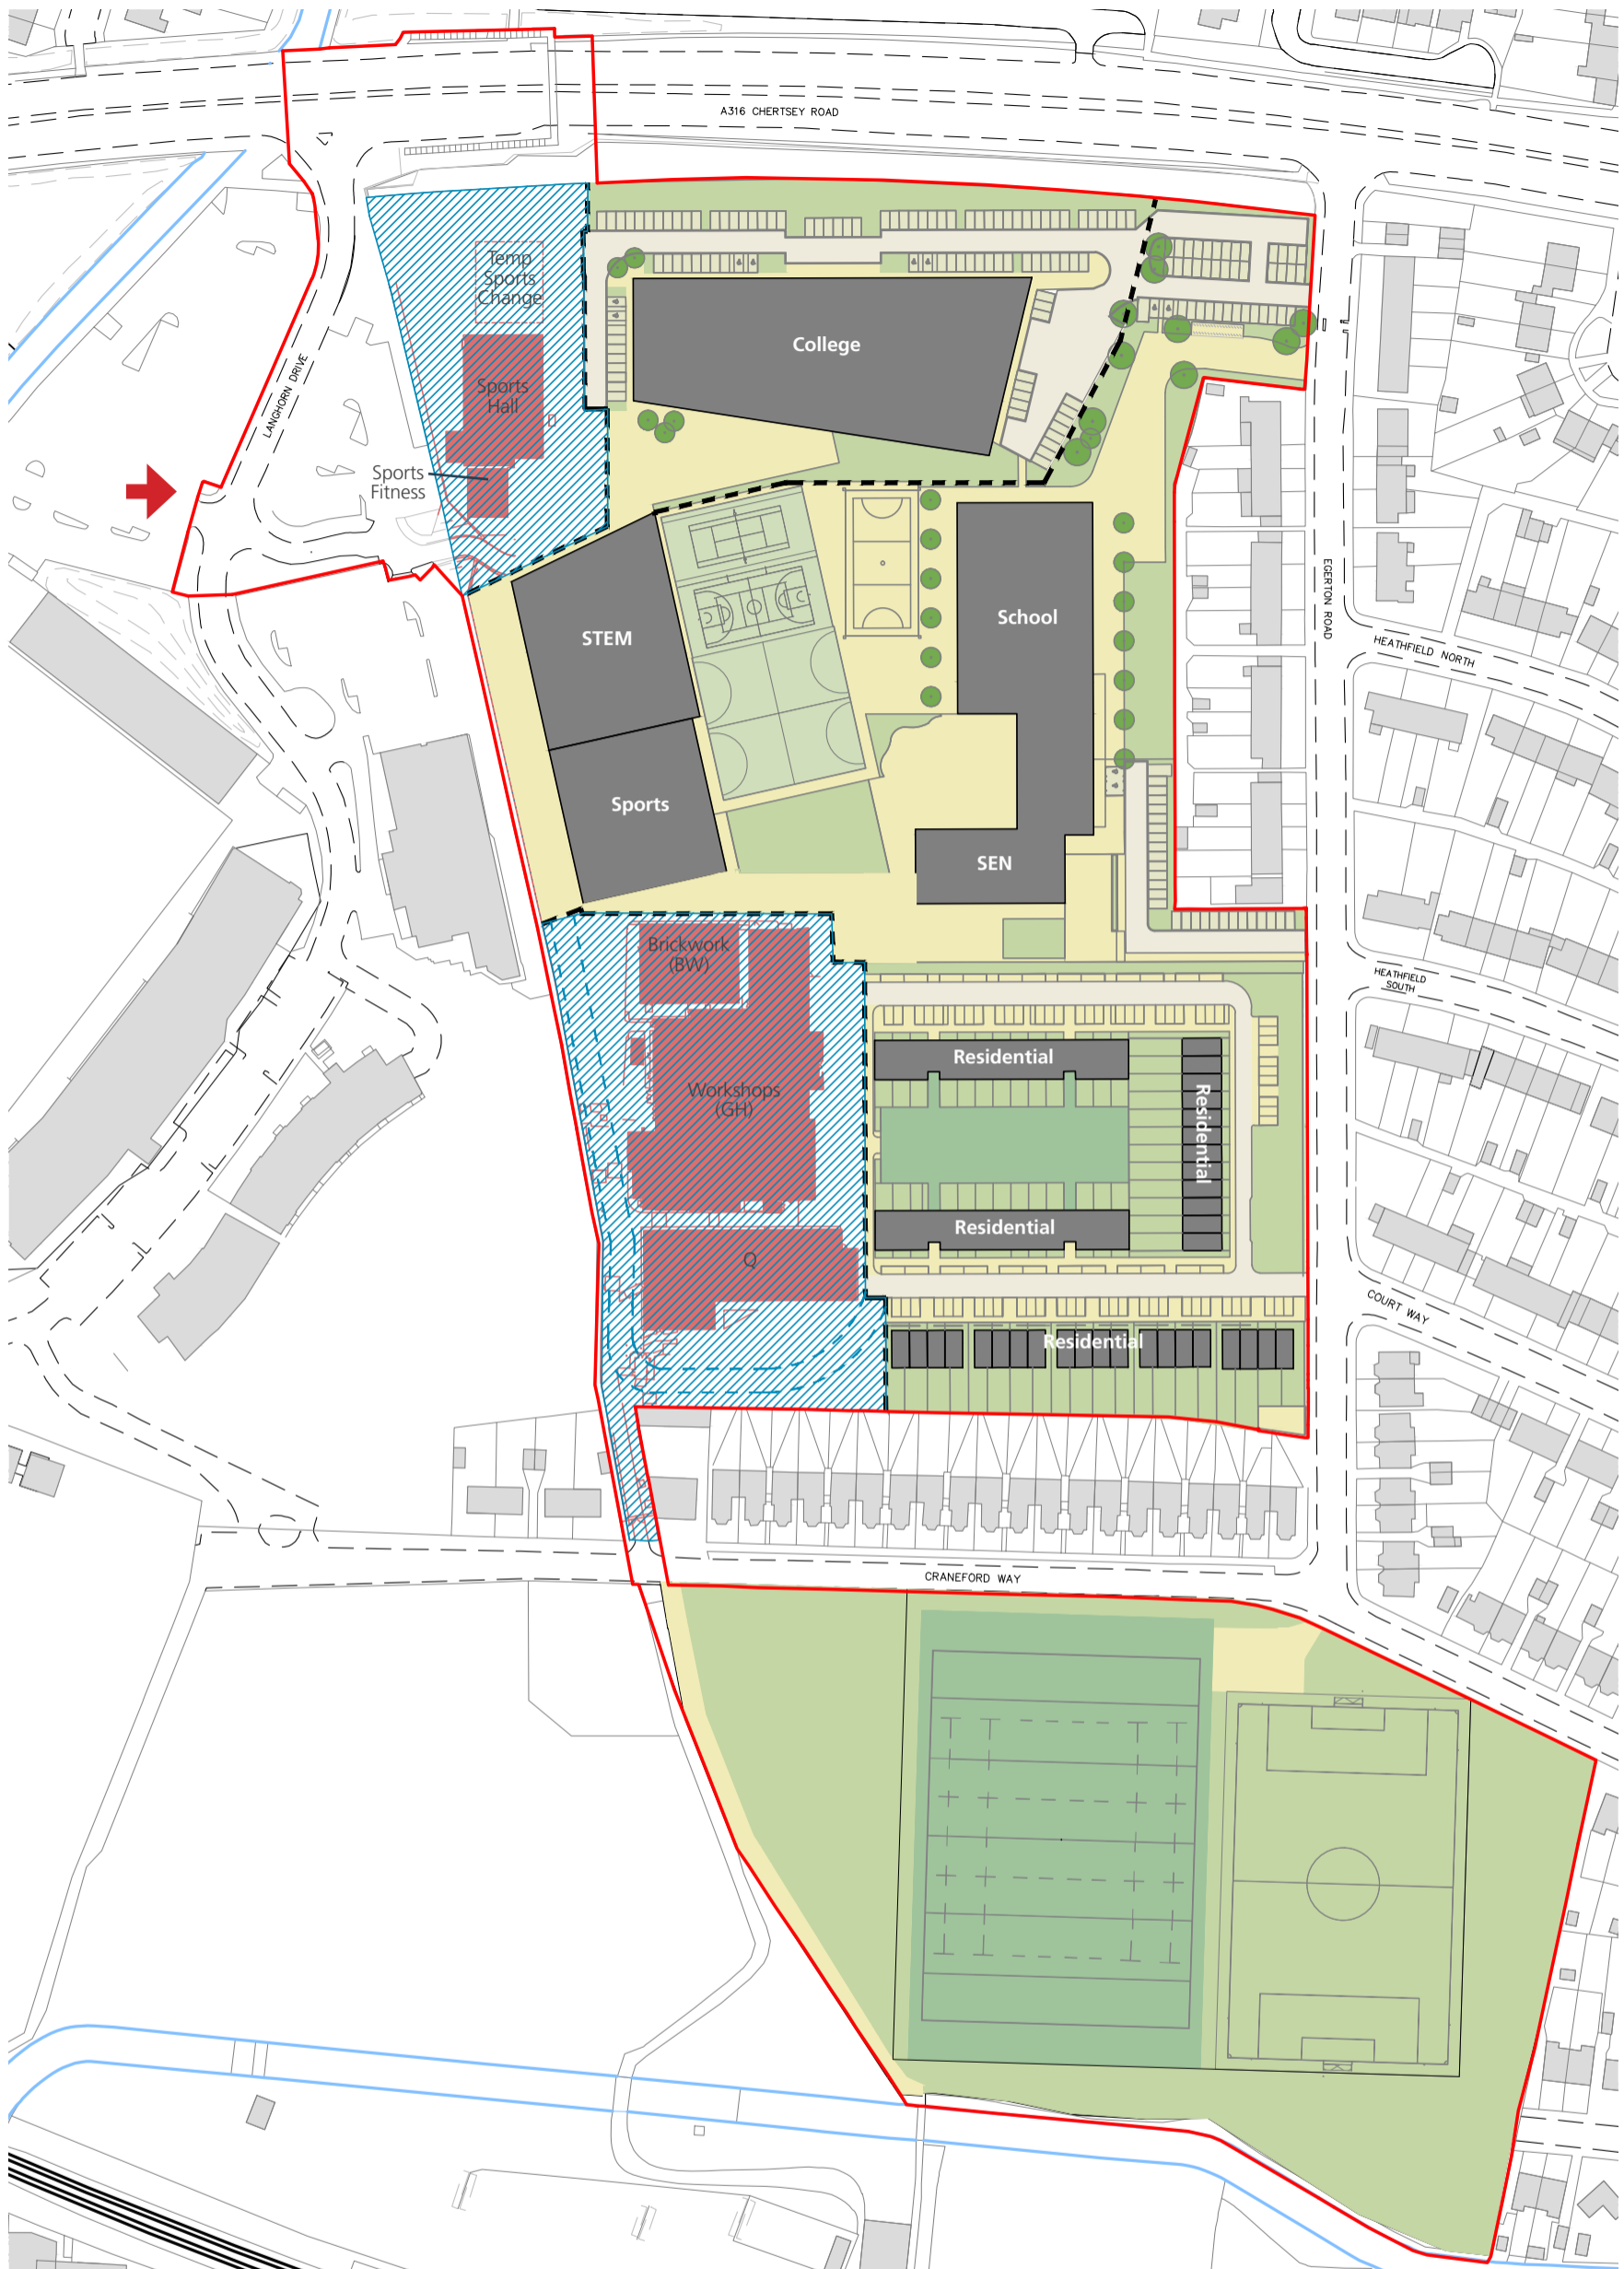 A316 CHERTSEY ROAD
Temp
Sports
Change
College
LANGHORN DRIVE
Sports
Hall
Sports
Fitness
STEM
School
EGERTON ROAD
HEATHFIELD NORTH
Sports
SEN
Brickwork
(BW)
HEATHFIELD
SOUTH
Workshops
(GH)
Residential
Residential
Residential
Q
COURT WAY
Residential
CRANEFORD WAY